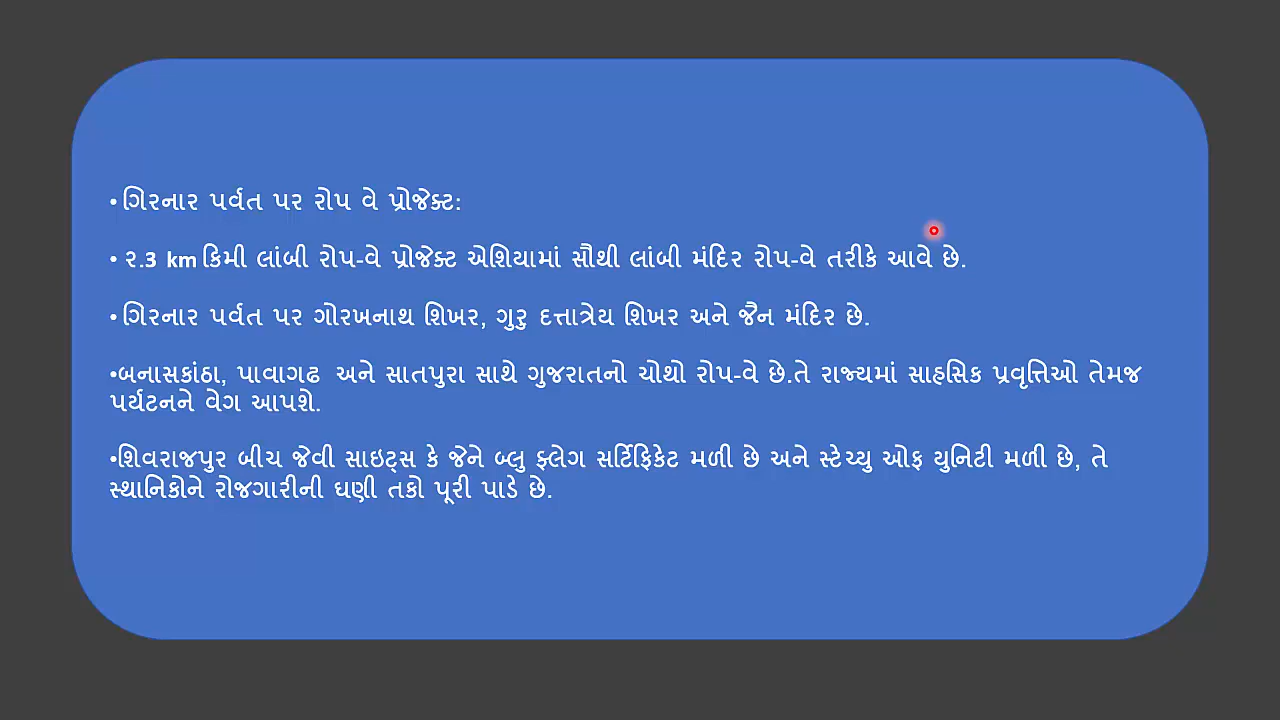 • ગિરનાર પર્વત પર રોપ વે પ્રોજેક્ટ:
• ૨.3 km કિમી લાંબી રોપ-વે પ્રોજેક્ટ એશિયામાં સૌથી લાંબી મંદિર રોપ-વે તરીકે આવે છે.
• ગિરનાર પર્વત પર ગોરખનાથ શિખર, ગુરુ દત્તાત્રેય શિખર અને જૈન મંદિર છે.
•બનાસકાંઠા, પાવાગઢ અને સાતપુરા સાથે ગુજરાતનો ચોથો રોપ-વે છે.તે રાજ્યમાં સાહસિક પ્રવૃત્તિઓ તેમજ
પર્યટનને વેગ આપશે.
•શિવરાજપુર બીચ જેવી સાઇટ્સ કે જેને બ્લુ ફ્લેગ સર્ટિફિકેટ મળી છે અને સ્ટેચ્યુ ઓફ યુનિટી મળી છે, તે
સ્થાનિકોને રોજગારીની ઘણી તકો પૂરી પાડે છે.